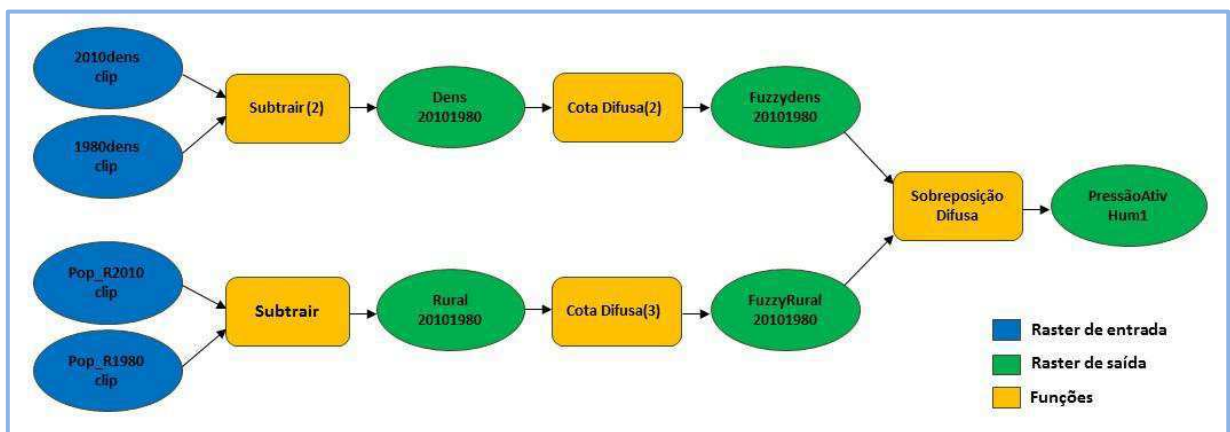 2010dens
clip
1980dens
clip
Subtrair (2)
Dens
20101980
Cota Difusa(2)
Fuzzydens
20101980
Sobreposição
Difusa
PressãoAtiv
Hum1
Pop_R2010
clip
Pop_R1980
clip
Subtrair
Rural
20101980
Cota Difusa(3)
FuzzyRural
20101980
Raster de entrada
Raster de saída
Funções